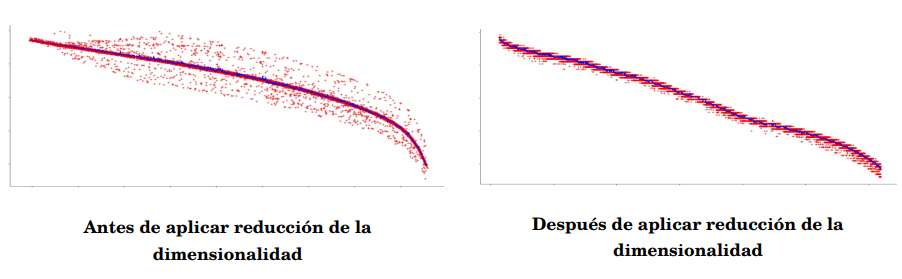 Antes de aplicar reducción de la
dimensionalidad
Después de aplicar reducción de la
dimensionalidad